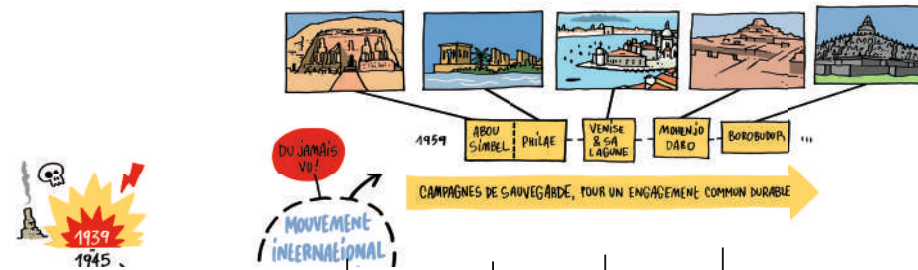 1959
ABOU
SIMBEL
PHILAE
VENISE
& SA
LAGUNE
MOHENJO
DARO
BOROBUDUR
...
DU JAMAIS
VU!
CAMPAGNES DE SAUVEGARDE, POUR UN ENGAGEMENT COMMUN DURABLE
MOUVEMENT
INTERNATIONAL
1939
-
1945